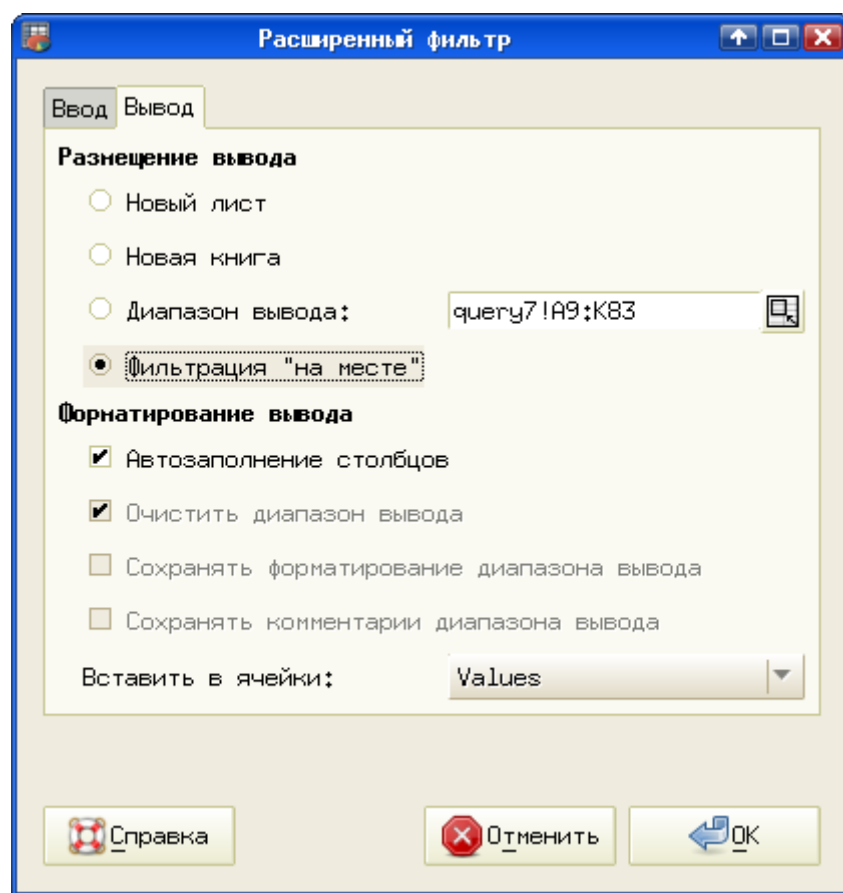 Расширенный фильтр
Ввод Вывод
Размещение вывода
Новый лист
Новая книга
Диапазон вывода: query7!A9:K83
Фильтрация "на месте"
Форматирование вывода
Автозаполнение столбцов
Очистить диапазон вывода
Сохранять форматирование диапазона вывода
Сохранять комментарии диапазона вывода
Вставить в ячейки: Values
Справка Отменить OK